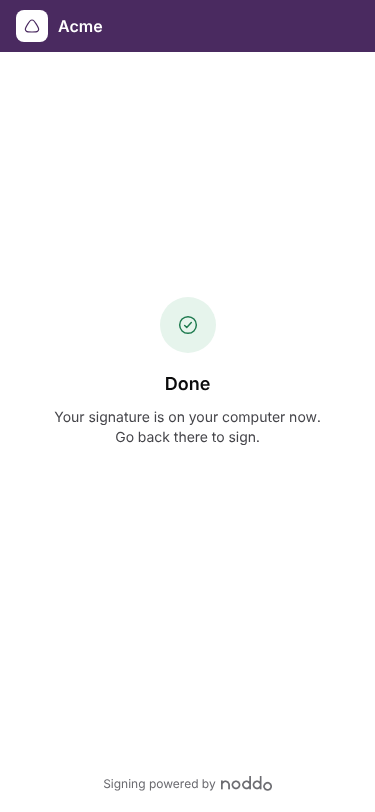 Acme
Done
Your signature is on your computer now.
Go back there to sign.
Signing powered by noddo